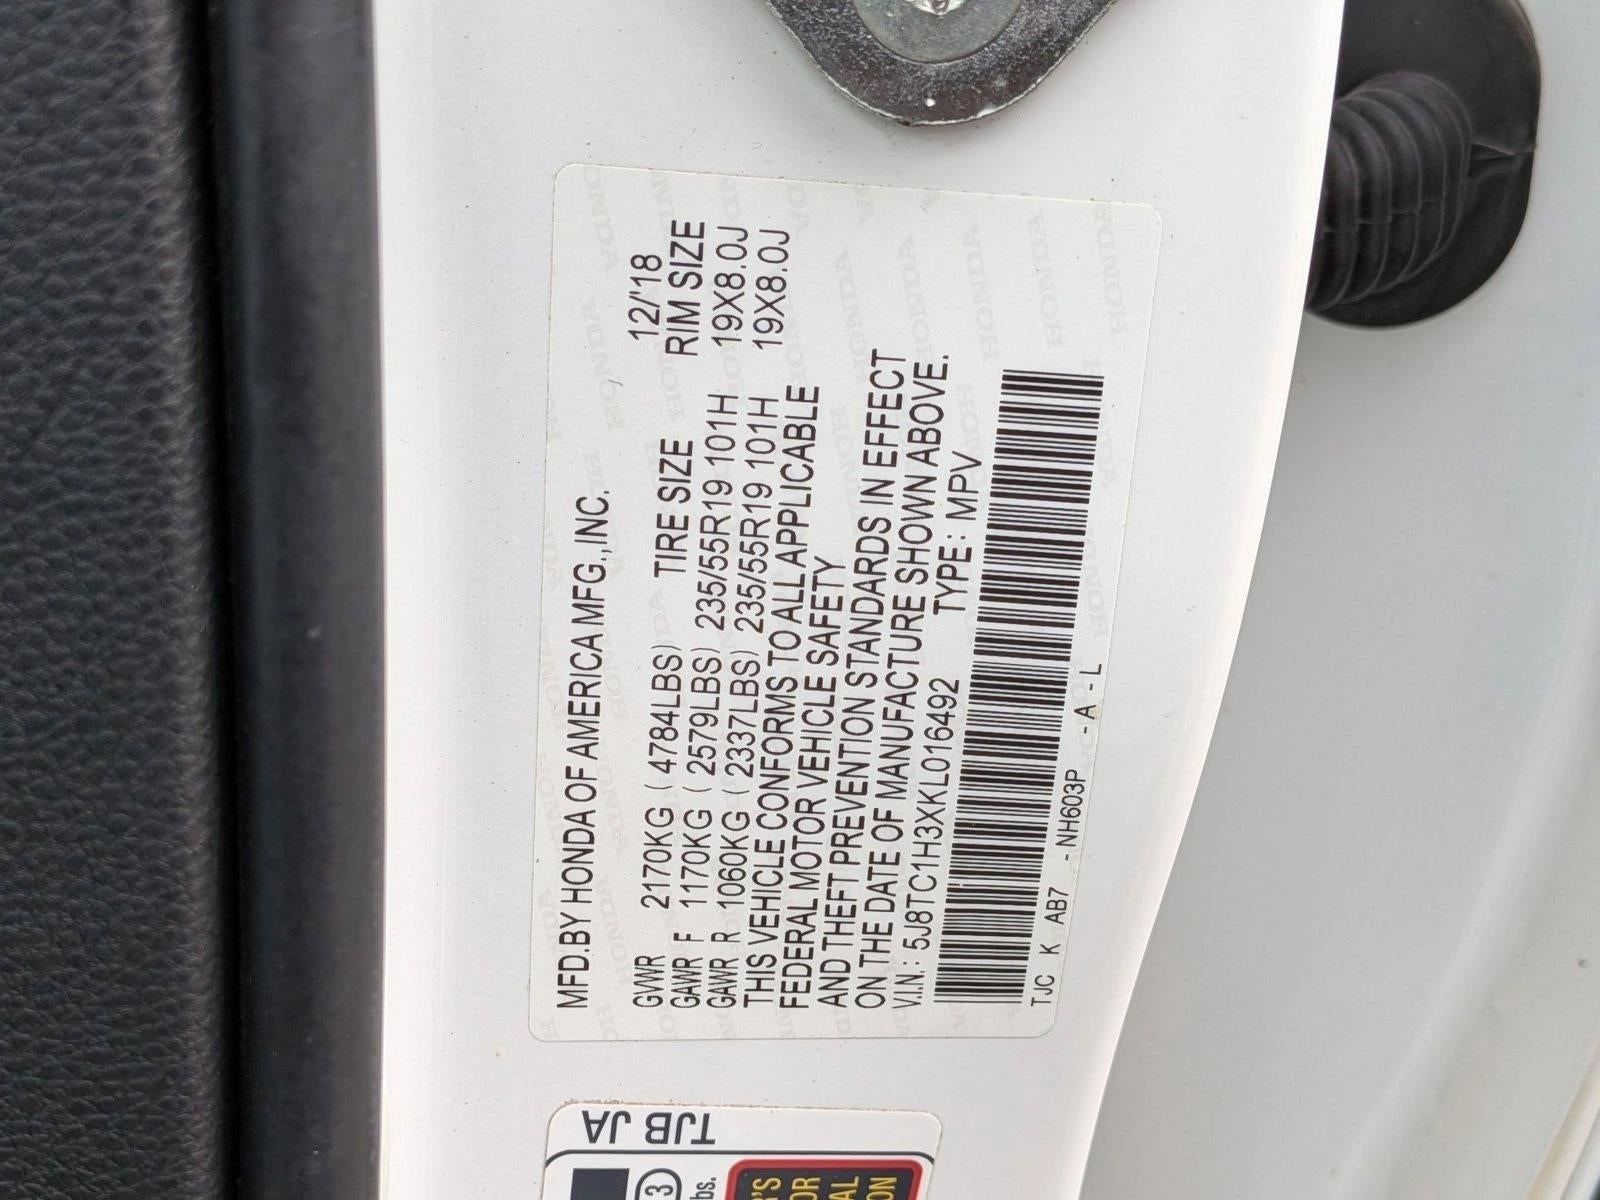 MFD.BY HONDA OF AMERICA MFG.,INC. 12/'18
GVWR 2170KG ( 4784LBS) TIRE SIZE RIM SIZE
GAWR F 1170KG ( 2579LBS) 235/55R19 101H 19X8.0J
GAWR R 1060KG ( 2337LBS) 235/55R19 101H 19X8.0J
THIS VEHICLE CONFORMS TO ALL APPLICABLE
FEDERAL MOTOR VEHICLE SAFETY
AND THEFT PREVENTION STANDARDS IN EFFECT
ON THE DATE OF MANUFACTURE SHOWN ABOVE.
V.I.N.: 5J8TC1H3XKL016492 TYPE: MPV
TJC K AB7 -NH603P -A-L
TJB JA
3